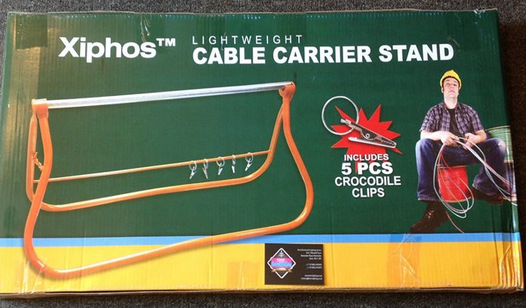 Xiphos™
LIGHTWEIGHT
CABLE CARRIER STAND
INCLUDES
5 PCS
CROCODILE
CLIPS